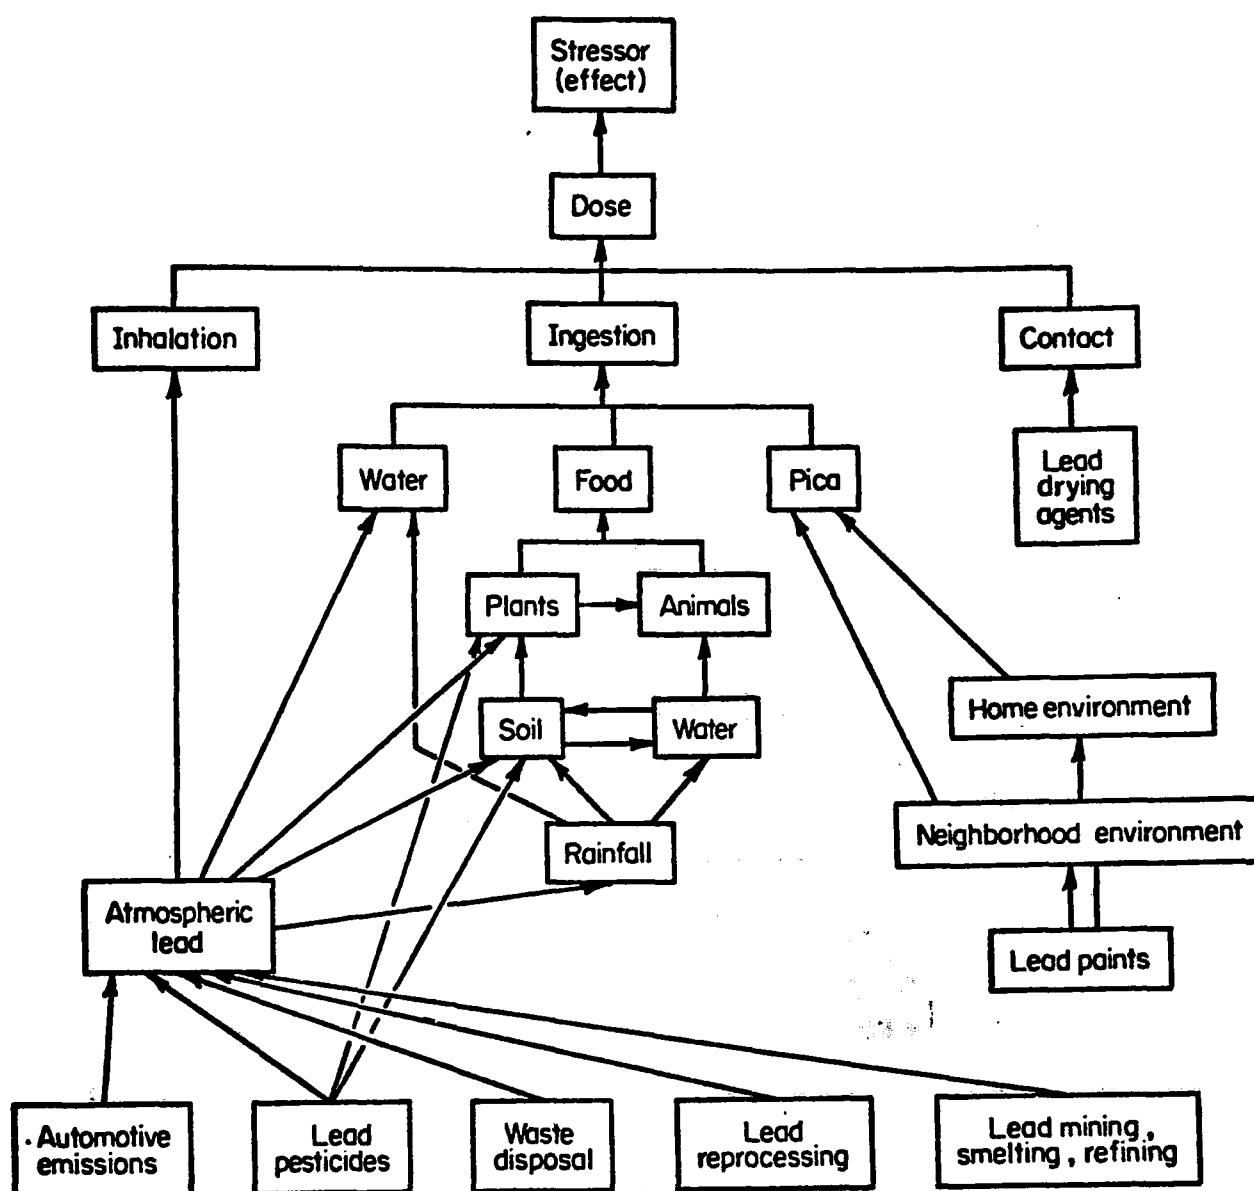 Stressor
(effect)
Dose
Inhalation
Ingestion
Contact
Water
Food
Pica
Lead
drying
agents
Plants
Animals
Soil
Water
Home environment
Rainfall
Neighborhood environment
Atmospheric
lead
Lead paints
Automotive
emissions
Lead
pesticides
Waste
disposal
Lead
reprocessing
Lead mining,
smelting, refining